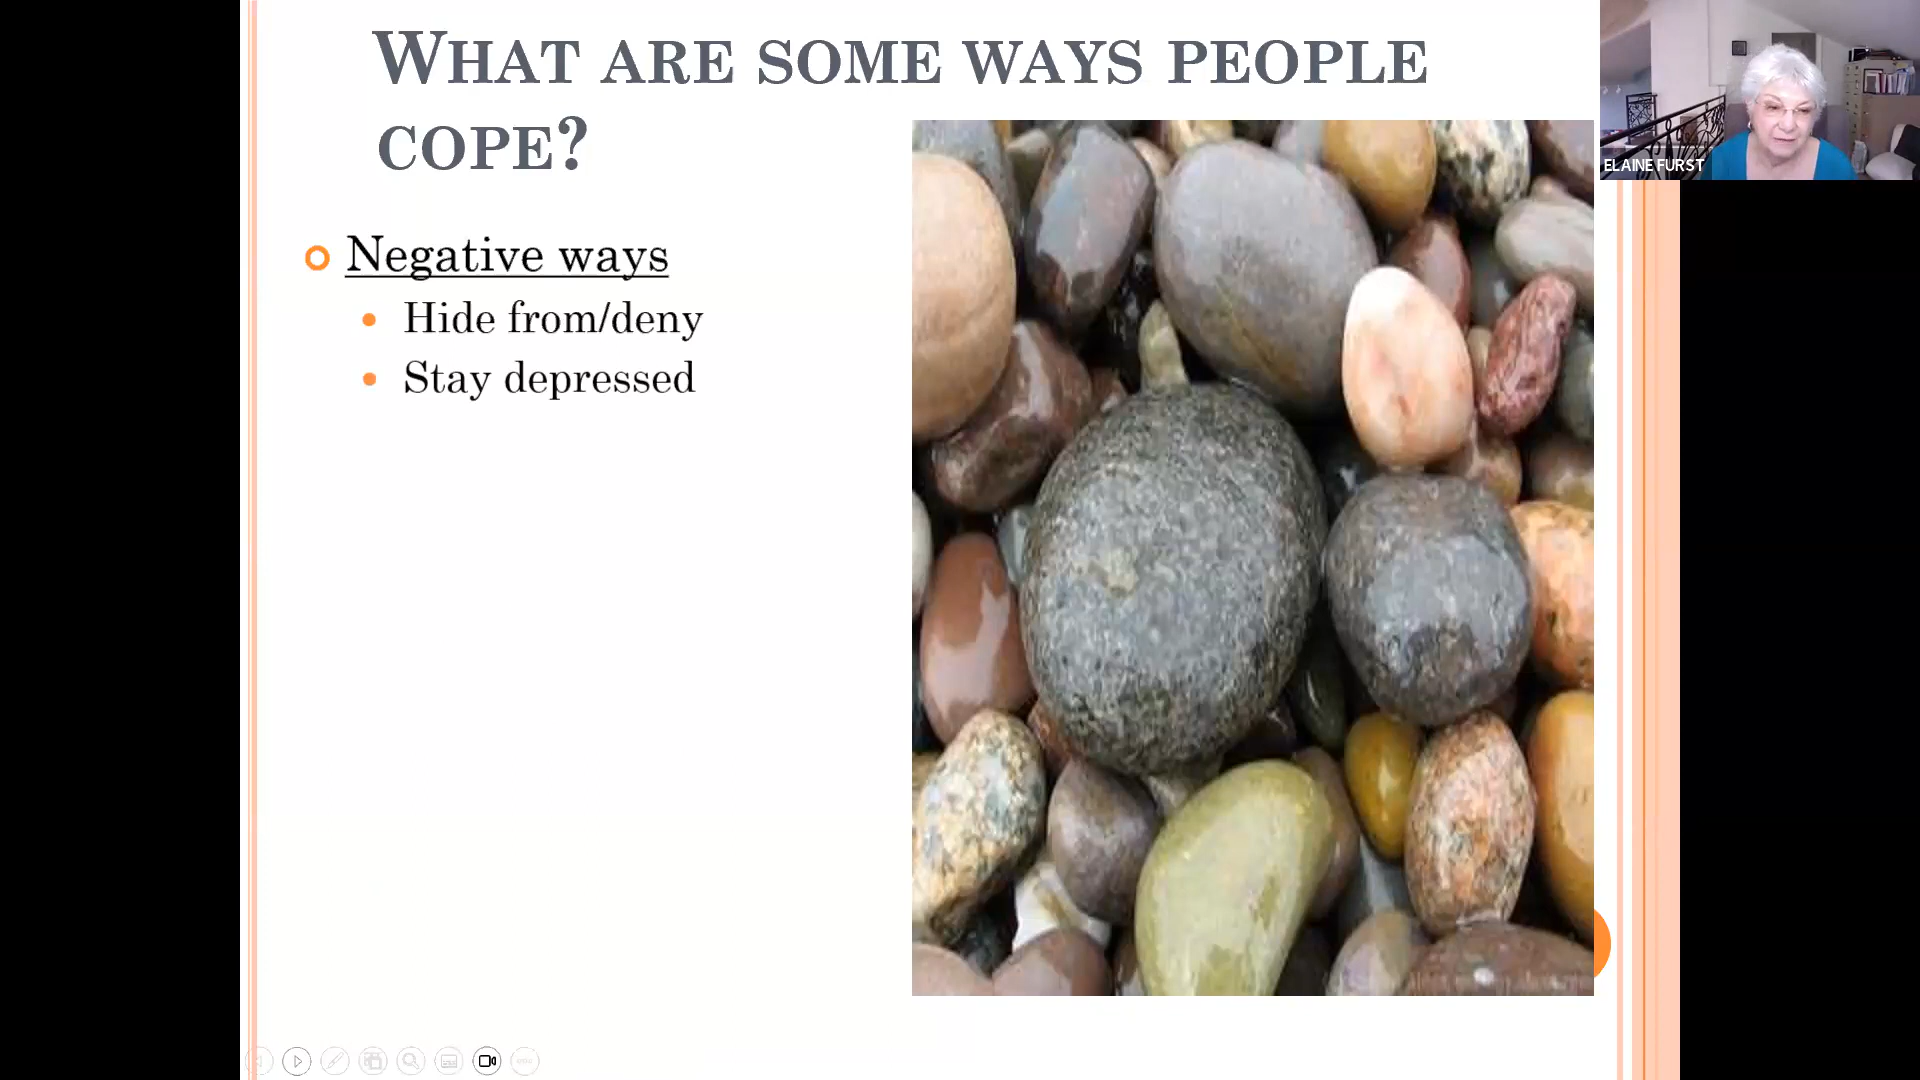 WHAT ARE SOME WAYS PEOPLE
COPE?
ELAINE FURST
Negative ways
Hide from/deny
Stay depressed